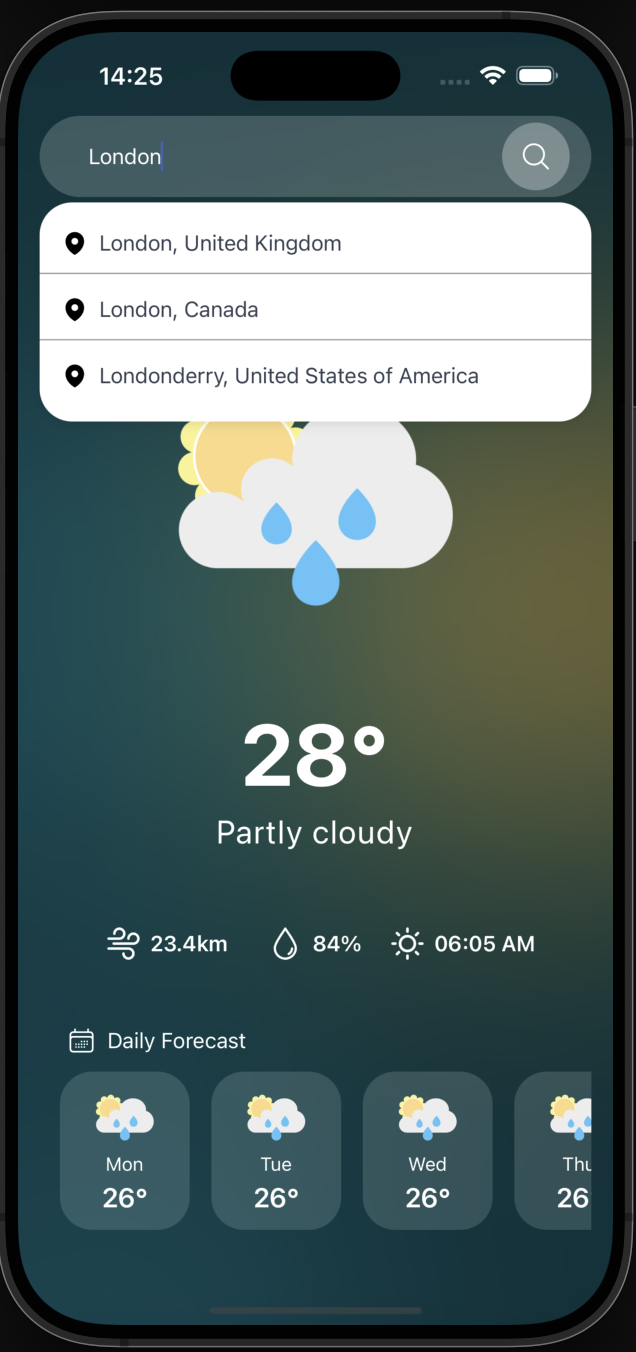 14:25
London
London, United Kingdom
London, Canada
Londonderry, United States of America
28°
Partly cloudy
23.4km 84% 06:05 AM
Daily Forecast
Mon Tue Wed Thu
26° 26° 26° 26